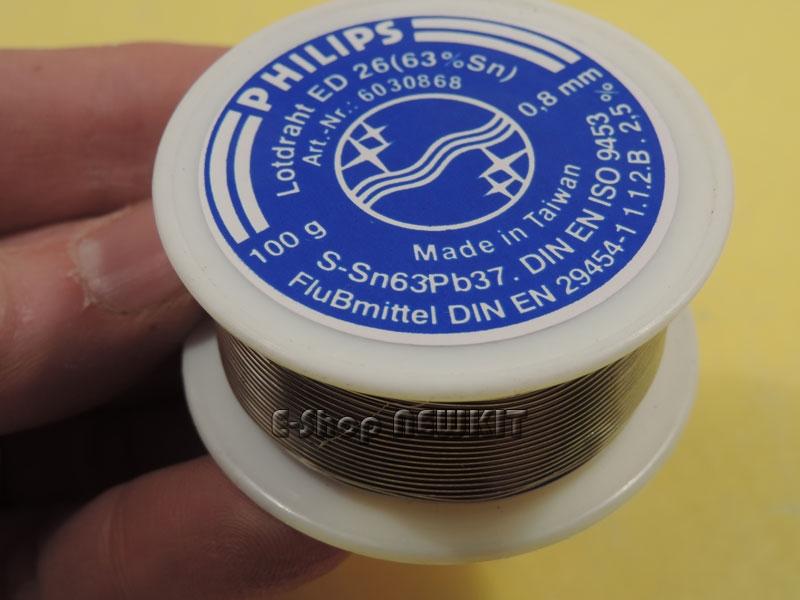 PHILIPS
Lotdraht ED 26(63%Sn)
Art.-Nr.: 6030868
0,8 mm
100 g
Made in Taiwan
S-Sn63Pb37. DIN EN ISO 9453
FluBmittel DIN EN 29454-1 1.1.2.B. 2,5 %
E-Shop NEWKIT